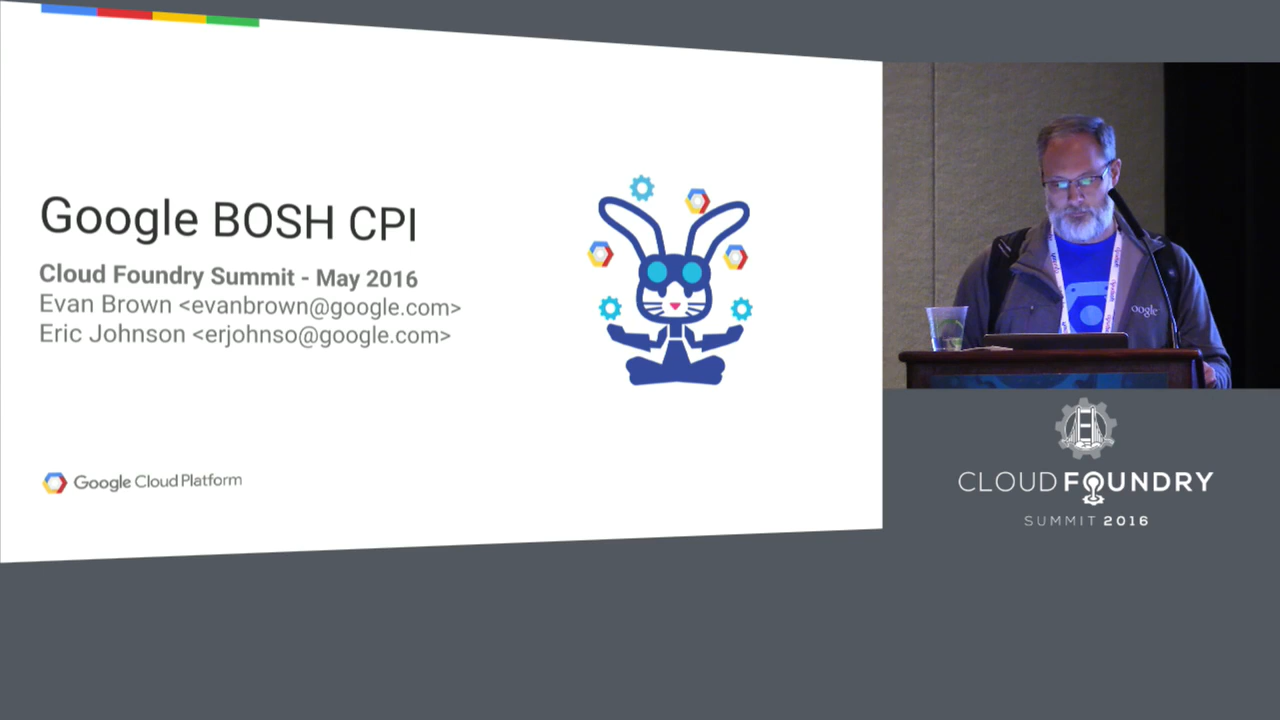 Google BOSH CPI
Cloud Foundry Summit - May 2016
Evan Brown <evanbrown@google.com>
Eric Johnson <erjohnso@google.com>
Google Cloud Platform
oogle
CLOUD FOUNDRY
SUMMIT 2016